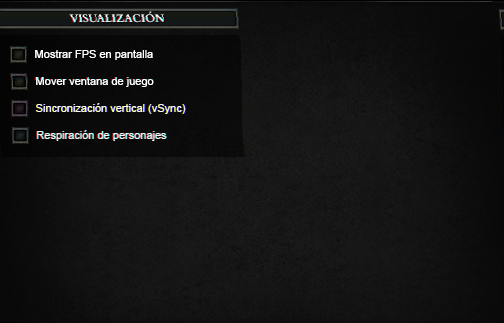 VISUALIZACIÓN
Mostrar FPS en pantalla
Mover ventana de juego
Sincronización vertical (vSync)
Respiración de personajes